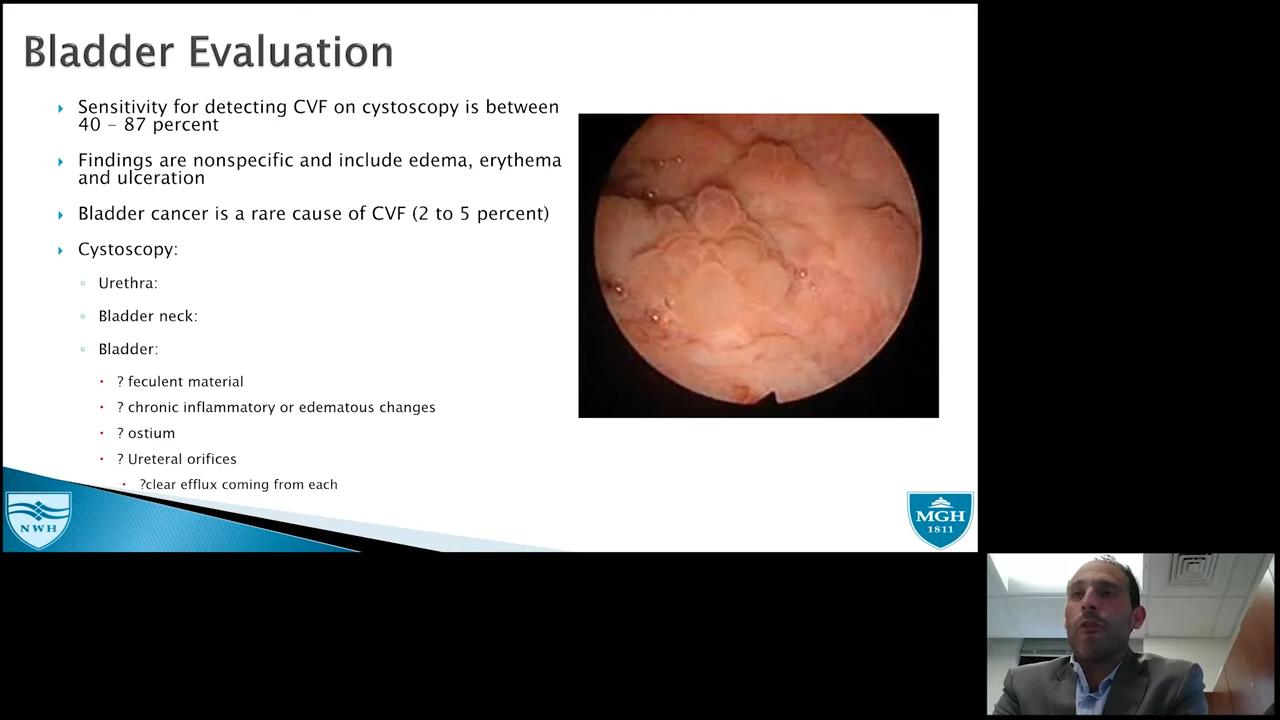 Bladder Evaluation
Sensitivity for detecting CVF on cystoscopy is between
40 – 87 percent
Findings are nonspecific and include edema, erythema
and ulceration
Bladder cancer is a rare cause of CVF (2 to 5 percent)
Cystoscopy:
Urethra:
Bladder neck:
Bladder:
? feculent material
? chronic inflammatory or edematous changes
? ostium
? Ureteral orifices
?clear efflux coming from each
NWH
MGH
1811